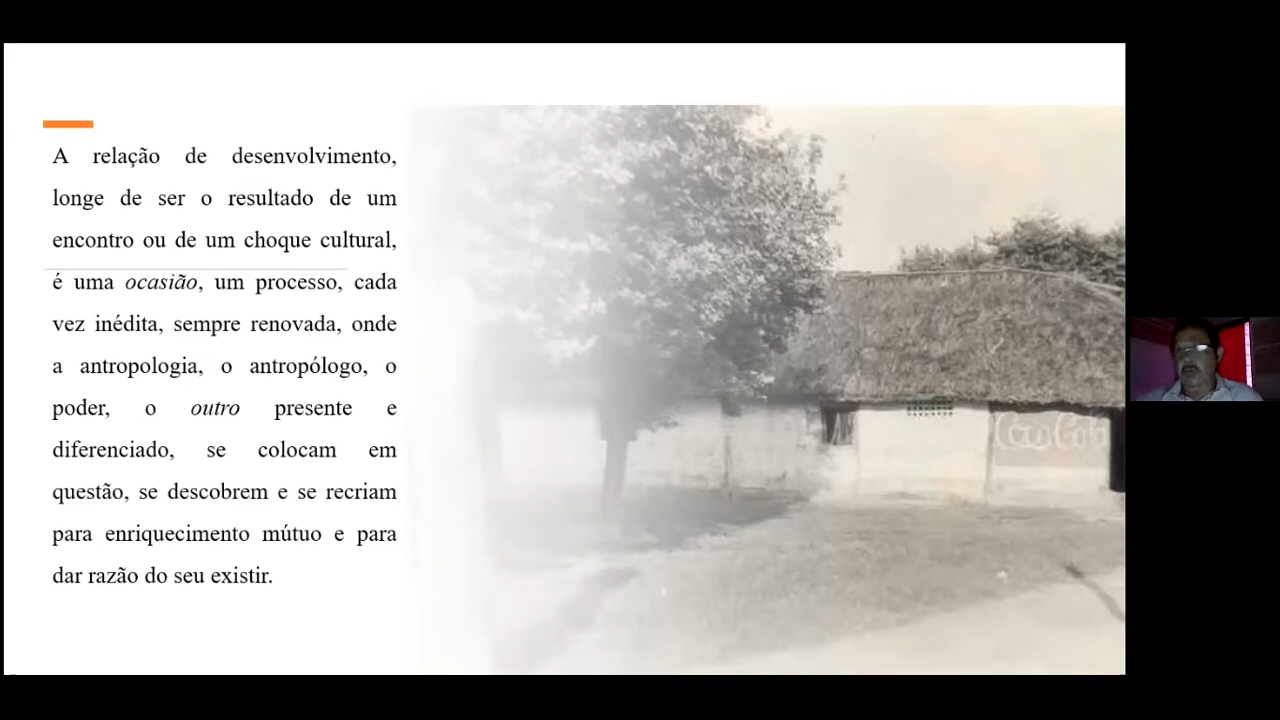 A relação de desenvolvimento,
longe de ser o resultado de um
encontro ou de um choque cultural,
é uma ocasião, um processo, cada
vez inédita, sempre renovada, onde
a antropologia, o antropólogo, o
poder, o outro presente e
diferenciado, se colocam em
questão, se descobrem e se recriam
para enriquecimento mútuo e para
dar razão do seu existir.
Coca Cola